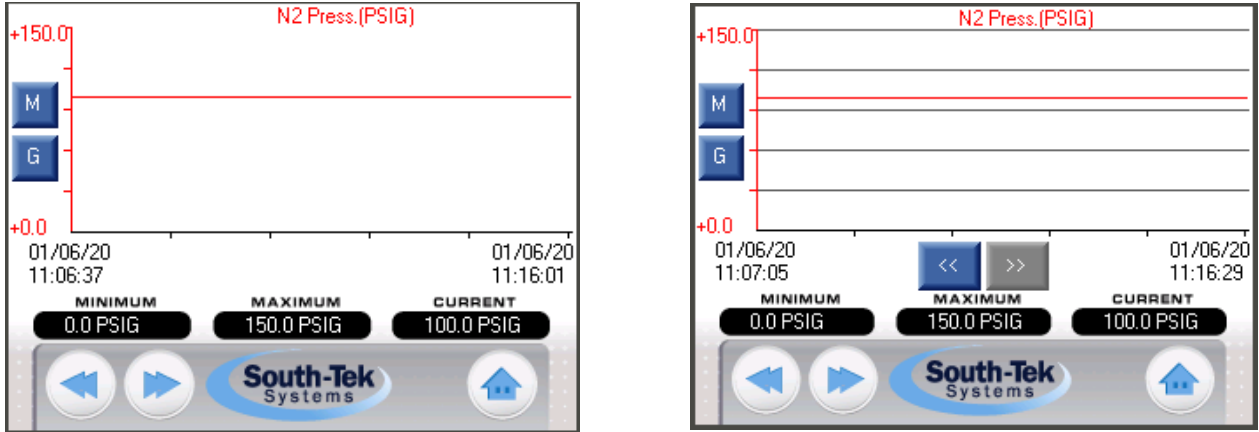 N2 Press.(PSIG)
+150.0
M
G
+0.0
01/06/20 01/06/20
11:06:37 11:16:01
MINIMUM MAXIMUM CURRENT
0.0 PSIG 150.0 PSIG 100.0 PSIG
South-Tek
Systems
N2 Press.(PSIG)
+150.0
M
G
+0.0
01/06/20 01/06/20
11:07:05 << >> 11:16:29
MINIMUM MAXIMUM CURRENT
0.0 PSIG 150.0 PSIG 100.0 PSIG
South-Tek
Systems